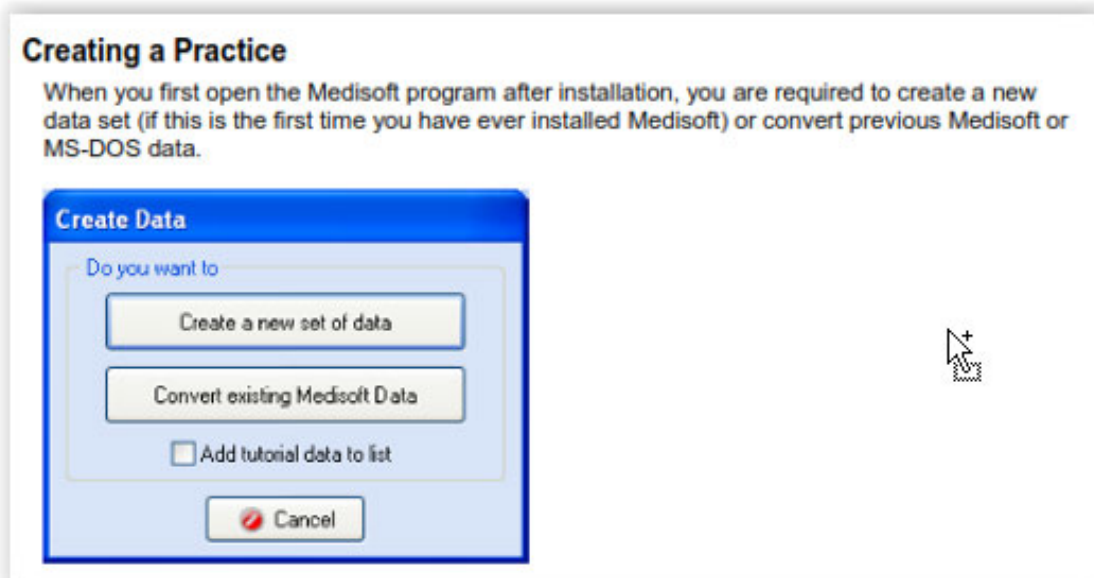 Creating a Practice
When you first open the Medisoft program after installation, you are required to create a new
data set (if this is the first time you have ever installed Medisoft) or convert previous Medisoft or
MS-DOS data.
Create Data
Do you want to
Create a new set of data
Convert existing Medisoft Data
Add tutorial data to list
Cancel